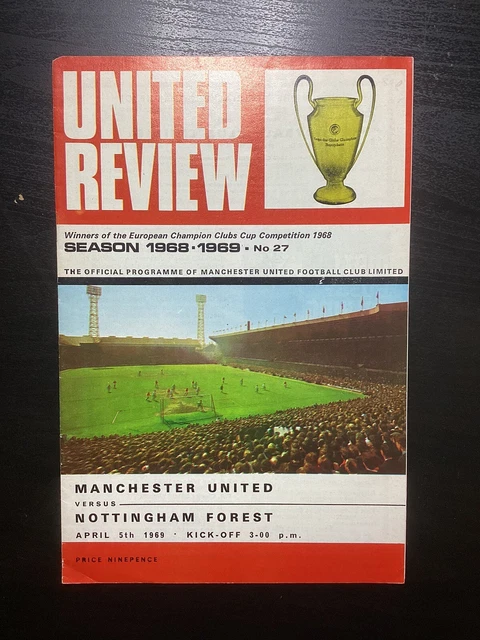 UNITED
REVIEW
Winners of the European Champion Clubs Cup Competition 1968
SEASON 1968·1969 · No 27
THE OFFICIAL PROGRAMME OF MANCHESTER UNITED FOOTBALL CLUB LIMITED
MANCHESTER UNITED
VERSUS
NOTTINGHAM FOREST
APRIL 5th 1969 · KICK-OFF 3-00 p.m.
PRICE NINEPENCE